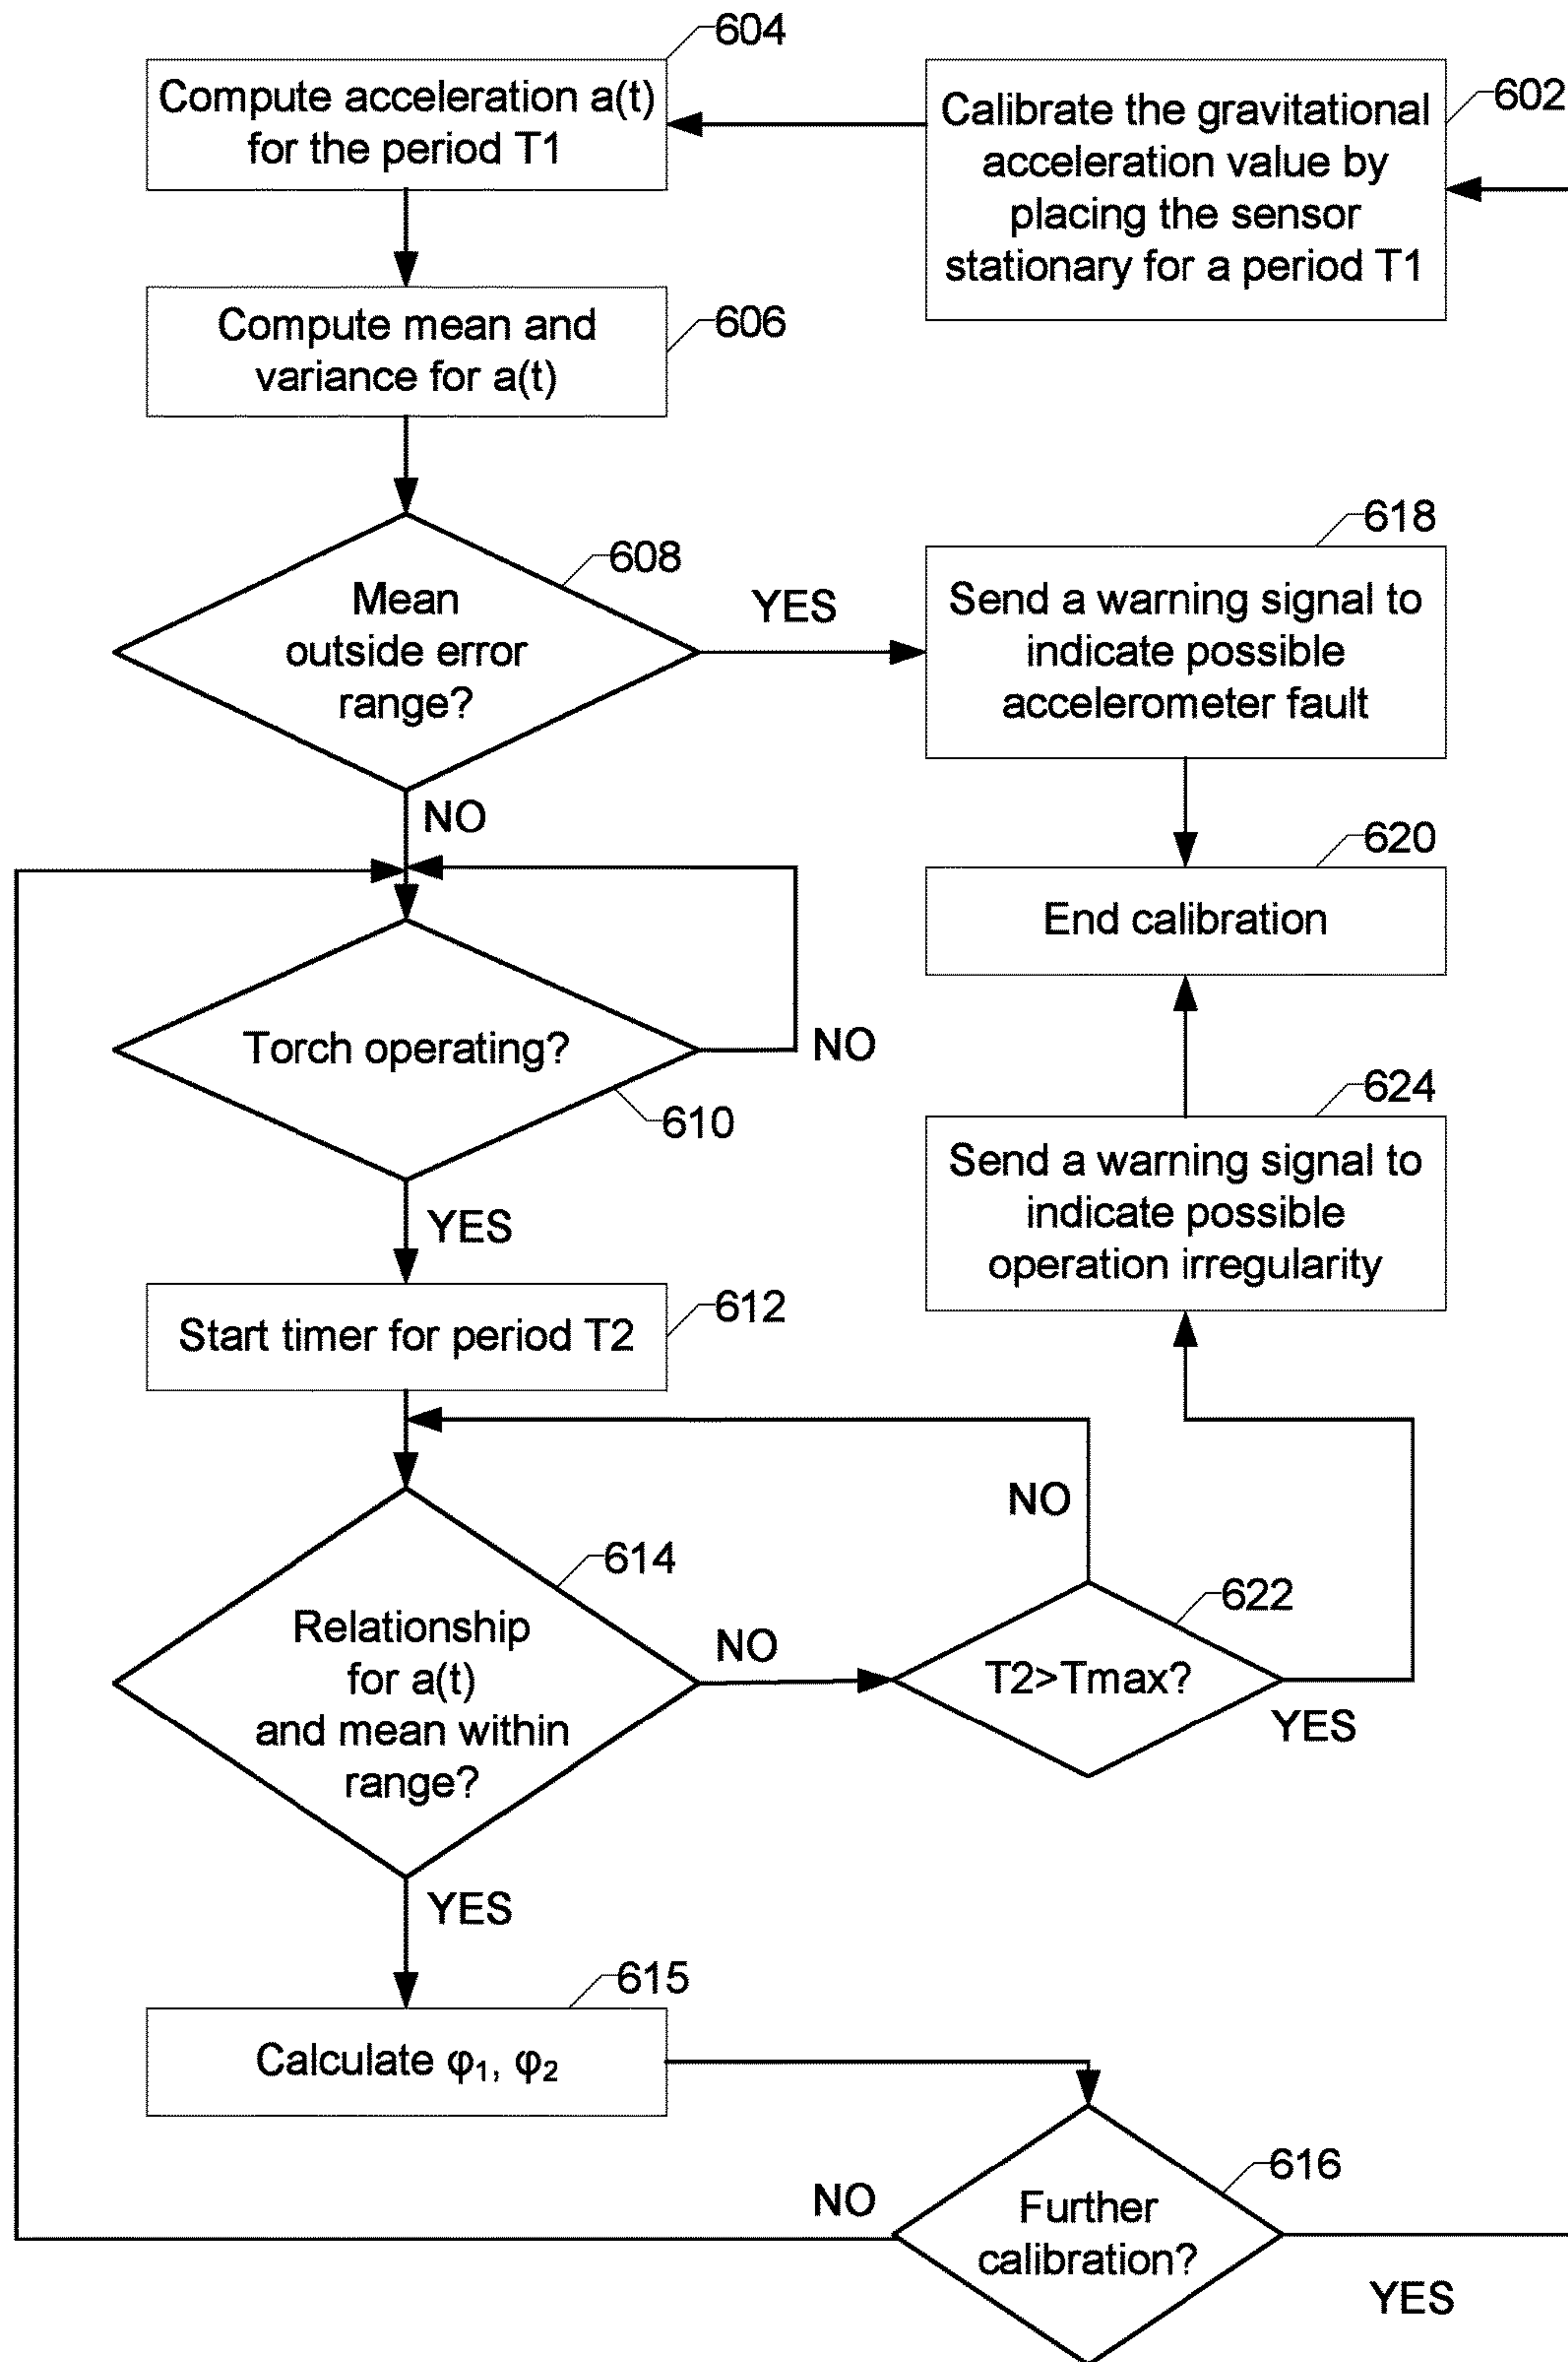 604
Compute acceleration a(t)
for the period T1
602
Calibrate the gravitational
acceleration value by
placing the sensor
stationary for a period T1
606
Compute mean and
variance for a(t)
608
Mean
outside error
range?
YES
NO
618
Send a warning signal to
indicate possible
accelerometer fault
620
End calibration
Torch operating?
NO
610
YES
624
Send a warning signal to
indicate possible
operation irregularity
612
Start timer for period T2
614
Relationship
for a(t)
and mean within
range?
NO
YES
622
T2>Tmax?
NO
YES
615
Calculate φ₁, φ₂
616
Further
calibration?
NO
YES